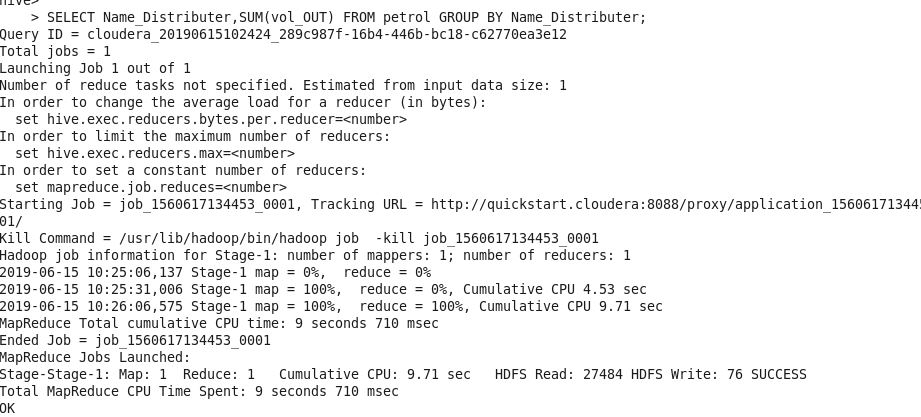 hive>
    > SELECT Name_Distributer,SUM(vol_OUT) FROM petrol GROUP BY Name_Distributer;
Query ID = cloudera_20190615102424_289c987f-16b4-446b-bc18-c62770ea3e12
Total jobs = 1
Launching Job 1 out of 1
Number of reduce tasks not specified. Estimated from input data size: 1
In order to change the average load for a reducer (in bytes):
  set hive.exec.reducers.bytes.per.reducer=<number>
In order to limit the maximum number of reducers:
  set hive.exec.reducers.max=<number>
In order to set a constant number of reducers:
  set mapreduce.job.reduces=<number>
Starting Job = job_1560617134453_0001, Tracking URL = http://quickstart.cloudera:8088/proxy/application_156061713445
01/
Kill Command = /usr/lib/hadoop/bin/hadoop job  -kill job_1560617134453_0001
Hadoop job information for Stage-1: number of mappers: 1; number of reducers: 1
2019-06-15 10:25:06,137 Stage-1 map = 0%,  reduce = 0%
2019-06-15 10:25:31,006 Stage-1 map = 100%,  reduce = 0%, Cumulative CPU 4.53 sec
2019-06-15 10:26:06,575 Stage-1 map = 100%,  reduce = 100%, Cumulative CPU 9.71 sec
MapReduce Total cumulative CPU time: 9 seconds 710 msec
Ended Job = job_1560617134453_0001
MapReduce Jobs Launched:
Stage-Stage-1: Map: 1  Reduce: 1   Cumulative CPU: 9.71 sec   HDFS Read: 27484 HDFS Write: 76 SUCCESS
Total MapReduce CPU Time Spent: 9 seconds 710 msec
OK